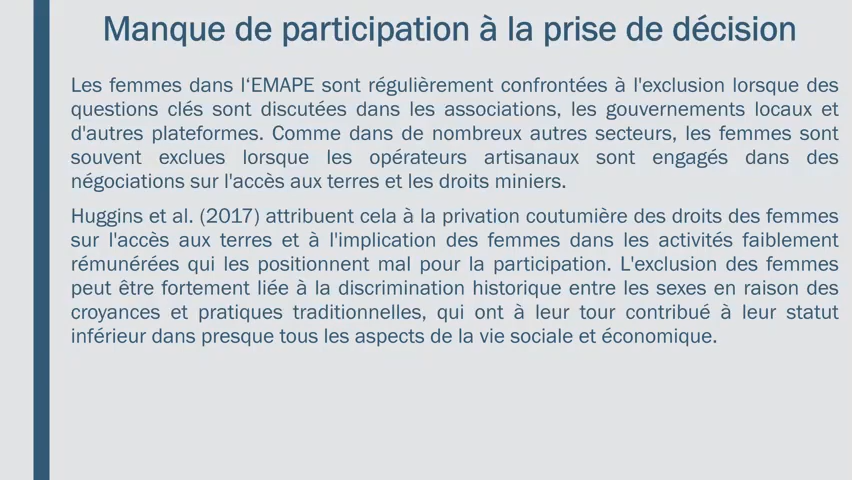 Manque de participation à la prise de décision
Les femmes dans l‘EMAPE sont régulièrement confrontées à l'exclusion lorsque des
questions clés sont discutées dans les associations, les gouvernements locaux et
d'autres plateformes. Comme dans de nombreux autres secteurs, les femmes sont
souvent exclues lorsque les opérateurs artisanaux sont engagés dans des
négociations sur l'accès aux terres et les droits miniers.
Huggins et al. (2017) attribuent cela à la privation coutumière des droits des femmes
sur l'accès aux terres et à l'implication des femmes dans les activités faiblement
rémunérées qui les positionnent mal pour la participation. L'exclusion des femmes
peut être fortement liée à la discrimination historique entre les sexes en raison des
croyances et pratiques traditionnelles, qui ont à leur tour contribué à leur statut
inférieur dans presque tous les aspects de la vie sociale et économique.